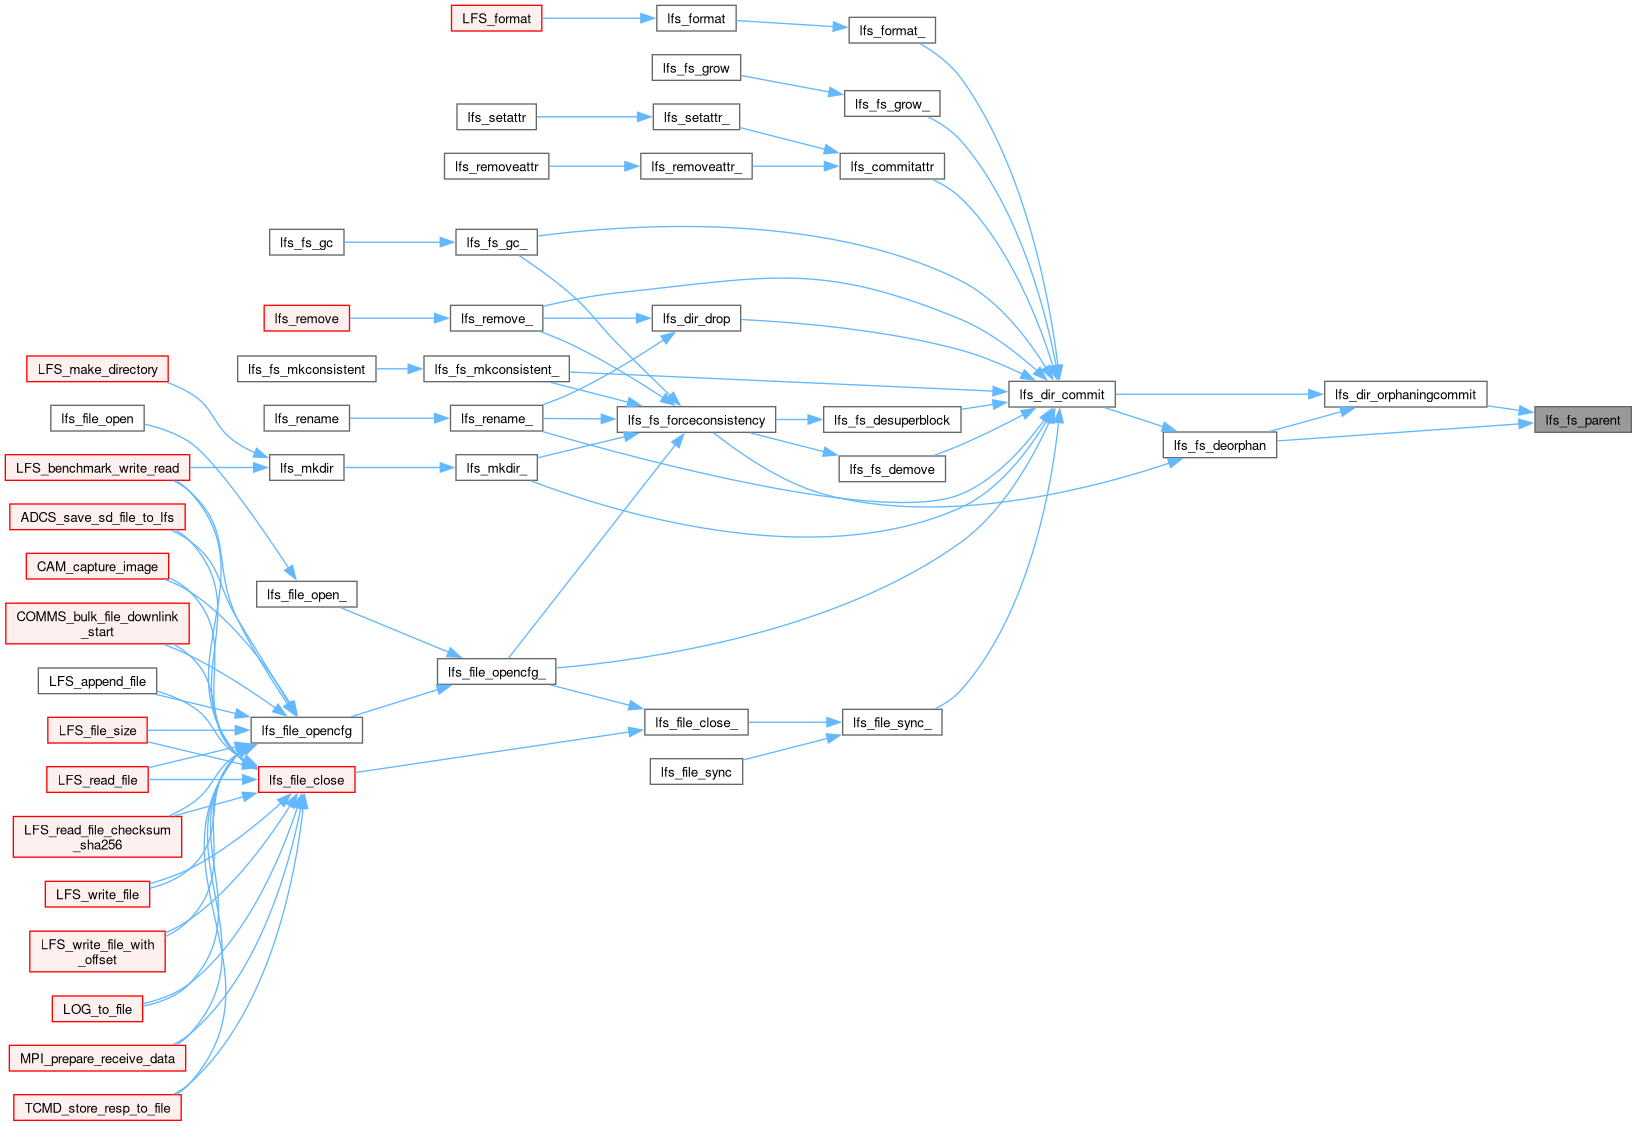 LFS_format
lfs_format
lfs_format_
lfs_fs_grow
lfs_fs_grow_
lfs_setattr
lfs_setattr_
lfs_removeattr
lfs_removeattr_
lfs_commitattr
lfs_fs_gc
lfs_fs_gc_
lfs_remove
lfs_remove_
lfs_dir_drop
LFS_make_directory
lfs_fs_mkconsistent
lfs_fs_mkconsistent_
lfs_dir_commit
lfs_dir_orphaningcommit
lfs_file_open
lfs_rename
lfs_rename_
lfs_fs_forceconsistency
lfs_fs_desuperblock
lfs_fs_parent
lfs_fs_deorphan
LFS_benchmark_write_read
lfs_mkdir
lfs_mkdir_
lfs_fs_demove
ADCS_save_sd_file_to_lfs
CAM_capture_image
lfs_file_open_
COMMS_bulk_file_downlink
_start
LFS_append_file
lfs_file_opencfg_
LFS_file_size
lfs_file_opencfg
lfs_file_close_
lfs_file_sync_
LFS_read_file
lfs_file_close
lfs_file_sync
LFS_read_file_checksum
_sha256
LFS_write_file
LFS_write_file_with
_offset
LOG_to_file
MPI_prepare_receive_data
TCMD_store_resp_to_file